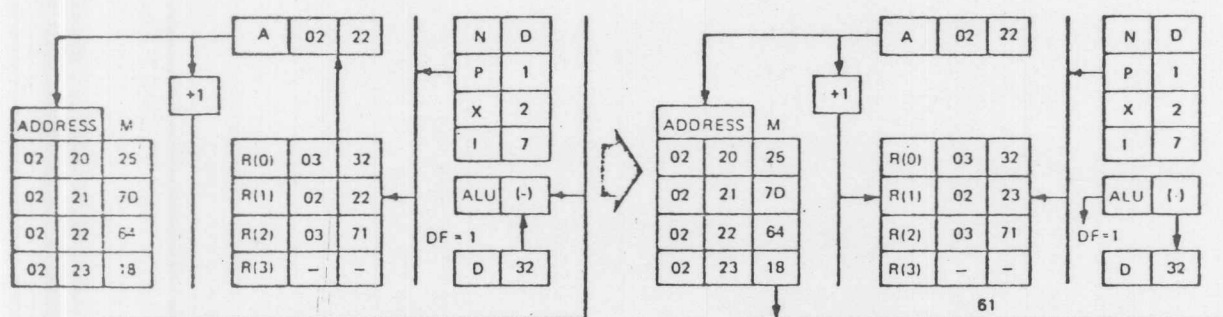 A 02 22
N D
P 1
X 2
I 7
+1
ADDRESS M
02 20 25
02 21 7D
02 22 64
02 23 18
R(0) 03 32
R(1) 02 22
R(2) 03 71
R(3) – –
ALU (-)
DF = 1
D 32
A 02 22
N D
P 1
X 2
I 7
+1
ADDRESS M
02 20 25
02 21 7D
02 22 64
02 23 18
R(0) 03 32
R(1) 02 23
R(2) 03 71
R(3) – –
ALU (-)
DF=1
D 32
61